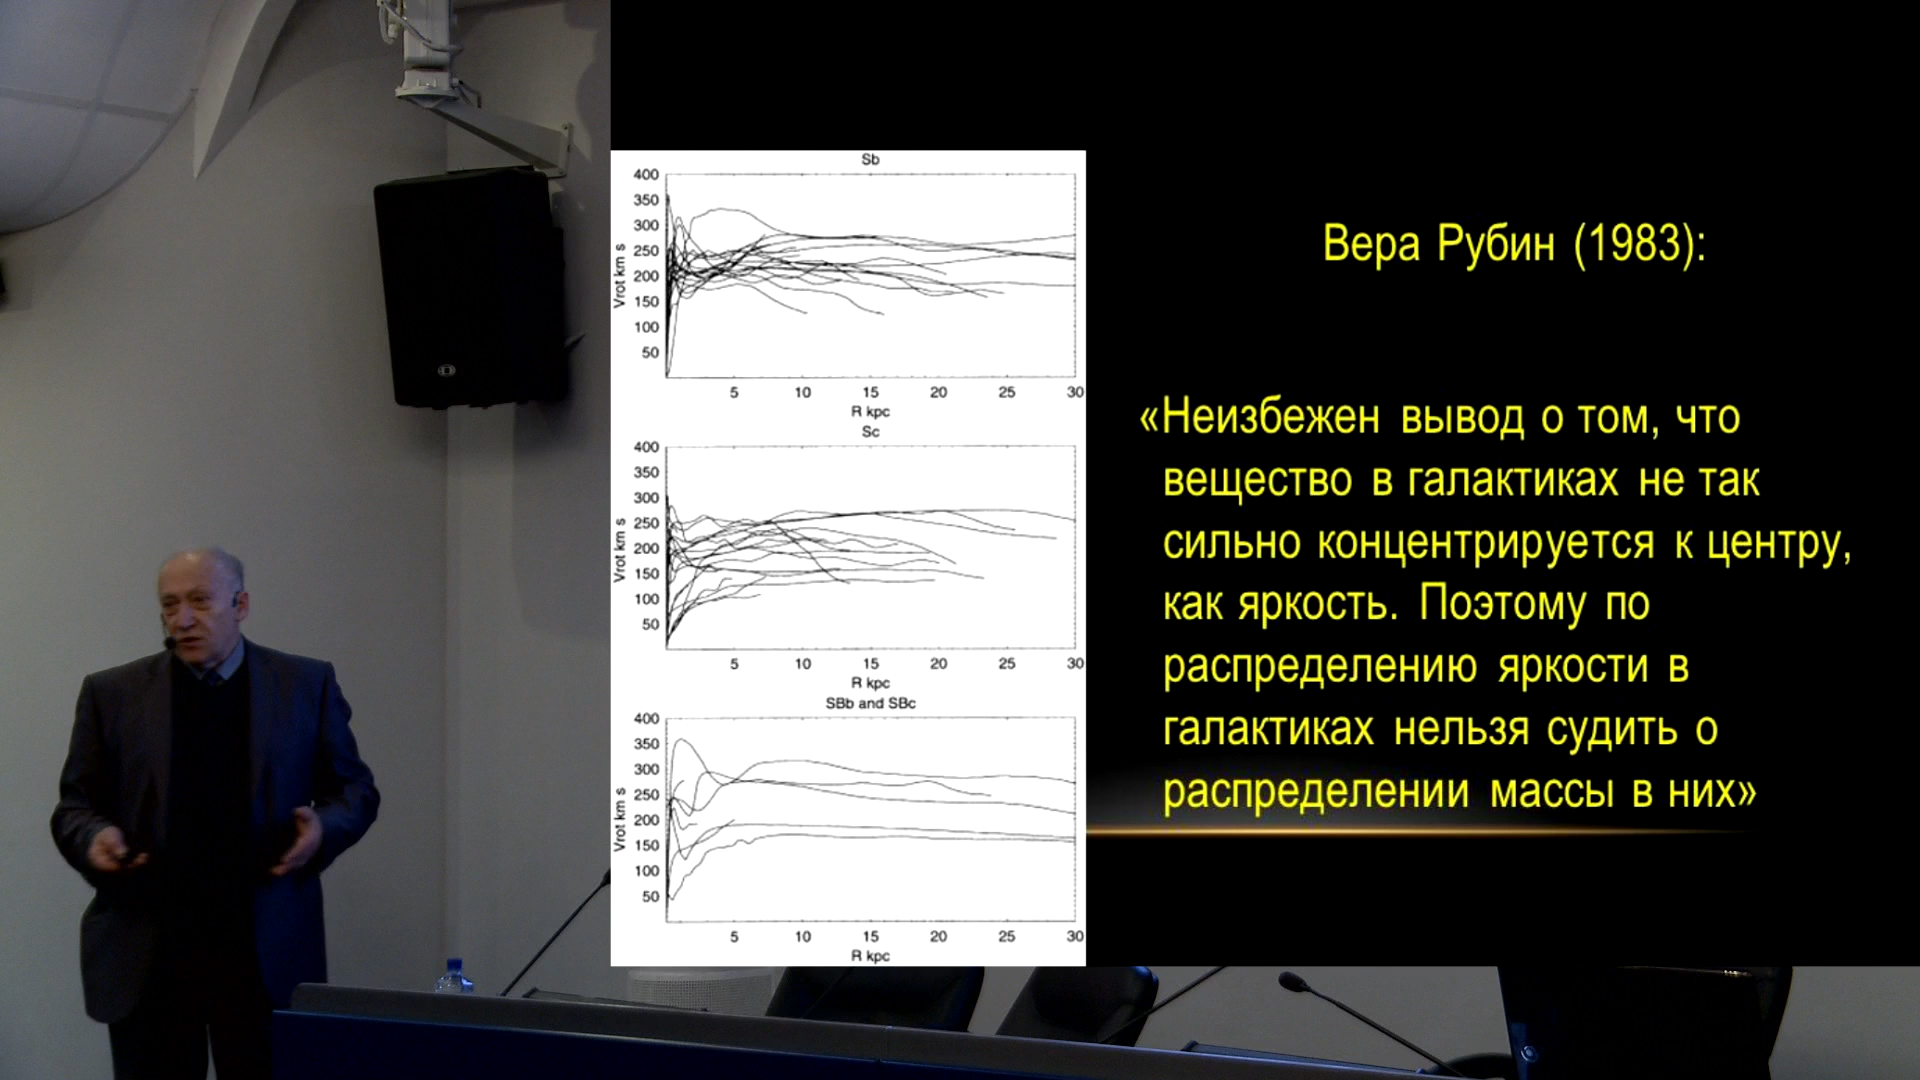 Sb
400
350
300
250
200
150
100
50
Vrot km s
5 10 15 20 25 30
R kpc
Sc
400
350
300
250
200
150
100
50
Vrot km s
5 10 15 20 25 30
R kpc
SBb and SBc
400
350
300
250
200
150
100
50
Vrot km s
5 10 15 20 25 30
R kpc
Вера Рубин (1983):
«Неизбежен вывод о том, что
вещество в галактиках не так
сильно концентрируется к центру,
как яркость. Поэтому по
распределению яркости в
галактиках нельзя судить о
распределении массы в них»